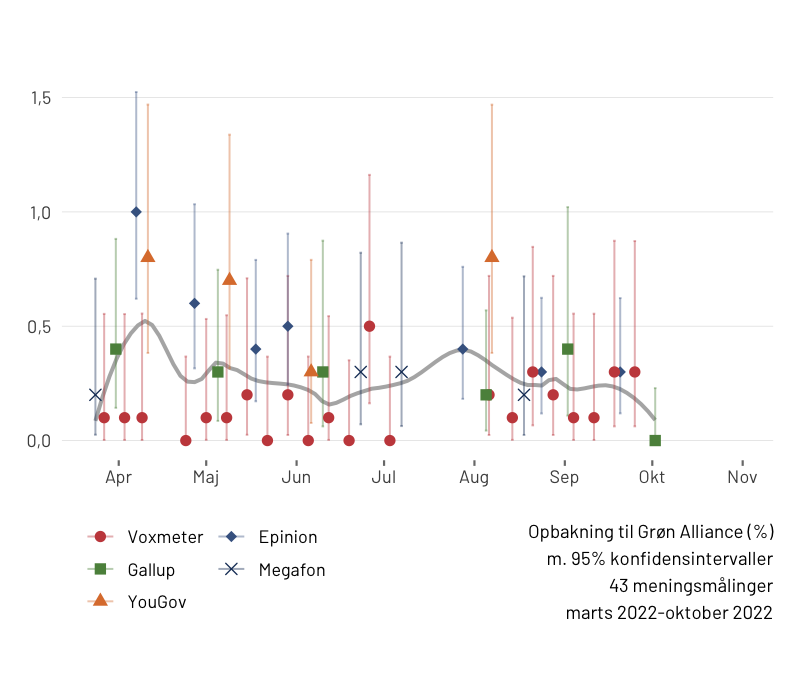 1,5
1,0
0,5
0,0
Apr Maj Jun Jul Aug Sep Okt Nov
Voxmeter Epinion
Gallup Megafon
YouGov
Opbakning til Grøn Alliance (%)
m. 95% konfidensintervaller
43 meningsmålinger
marts 2022-oktober 2022